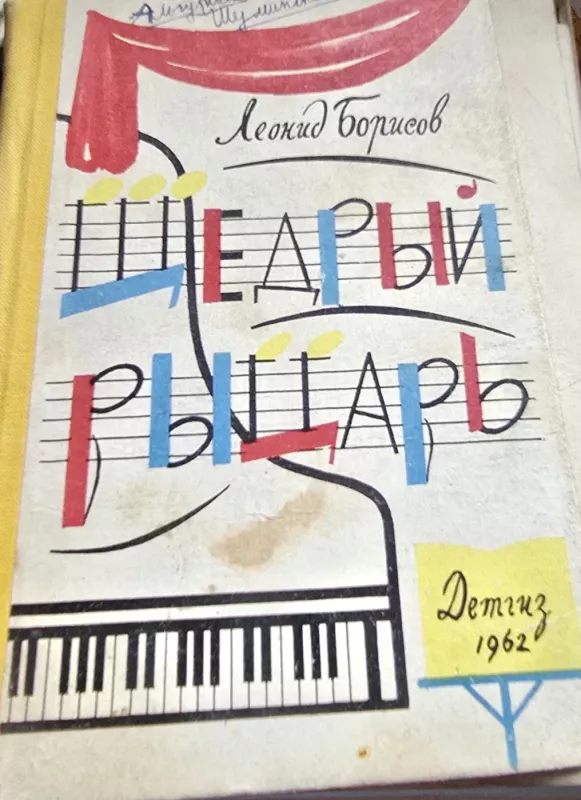 Леонид Борисов
ЩЕДРЫЙ
РЫЦАРЬ
Детгиз
1962